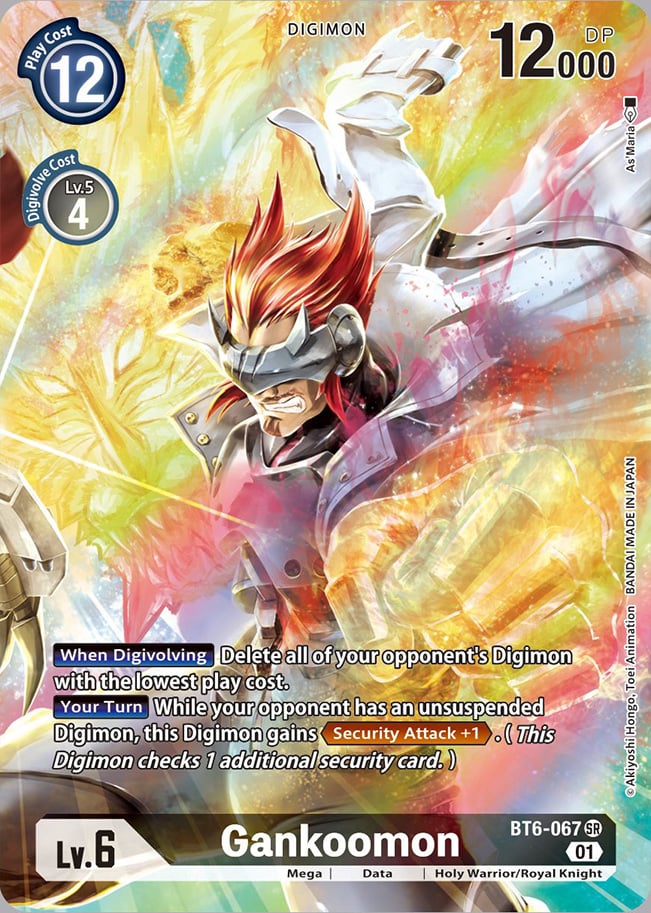 Play Cost
12
DIGIMON
DP
12000
Digivolve Cost
Lv.5
4
As'Maria
When Digivolving Delete all of your opponent's Digimon
with the lowest play cost.
Your Turn While your opponent has an unsuspended
Digimon, this Digimon gains Security Attack +1 . ( This
Digimon checks 1 additional security card. )
©Akiyoshi Hongo, Toei Animation BANDAI MADE IN JAPAN
Lv.6
Gankoomon
BT6-067 SR
01
Mega | Data | Holy Warrior/Royal Knight